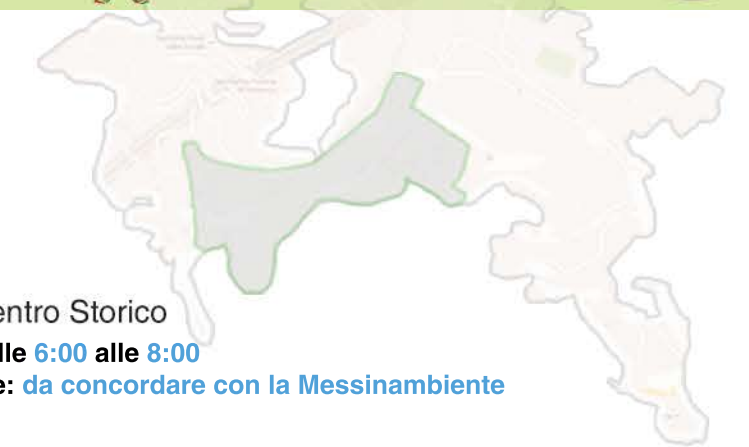 entro Storico
lle 6:00 alle 8:00
e: da concordare con la Messinambiente